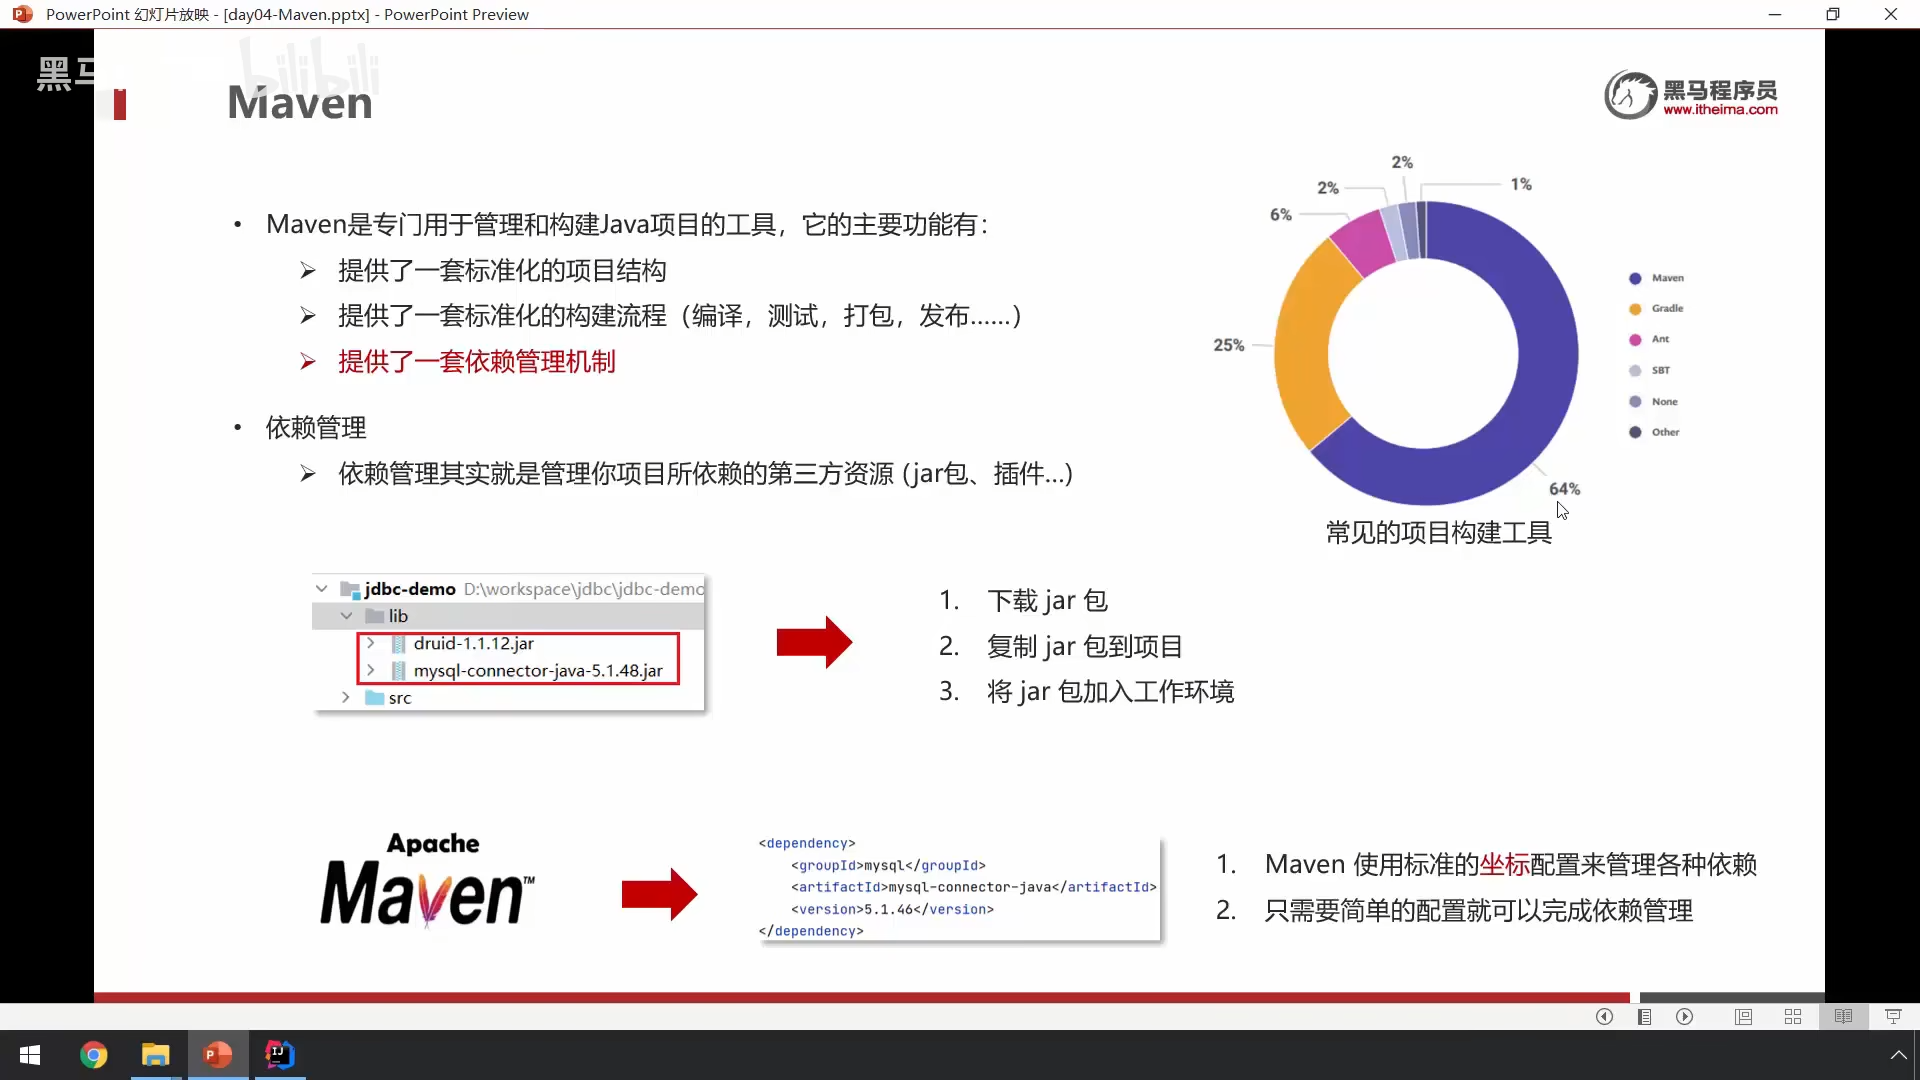 PowerPoint 幻灯片放映 - [day04-Maven.pptx] - PowerPoint Preview
bilibili
Maven
黑马程序员
www.itheima.com
Maven是专门用于管理和构建Java项目的工具，它的主要功能有：
提供了一套标准化的项目结构
提供了一套标准化的构建流程（编译，测试，打包，发布……）
提供了一套依赖管理机制
依赖管理
依赖管理其实就是管理你项目所依赖的第三方资源 (jar包、插件…)
2%
2%
1%
6%
25%
64%
Maven
Gradle
Ant
SBT
None
Other
常见的项目构建工具
jdbc-demo D:\workspace\jdbc\jdbc-demo
lib
druid-1.1.12.jar
mysql-connector-java-5.1.48.jar
src
1. 下载 jar 包
2. 复制 jar 包到项目
3. 将 jar 包加入工作环境
Apache
Maven™
<dependency>
<groupId>mysql</groupId>
<artifactId>mysql-connector-java</artifactId>
<version>5.1.46</version>
</dependency>
1. Maven 使用标准的坐标配置来管理各种依赖
2. 只需要简单的配置就可以完成依赖管理